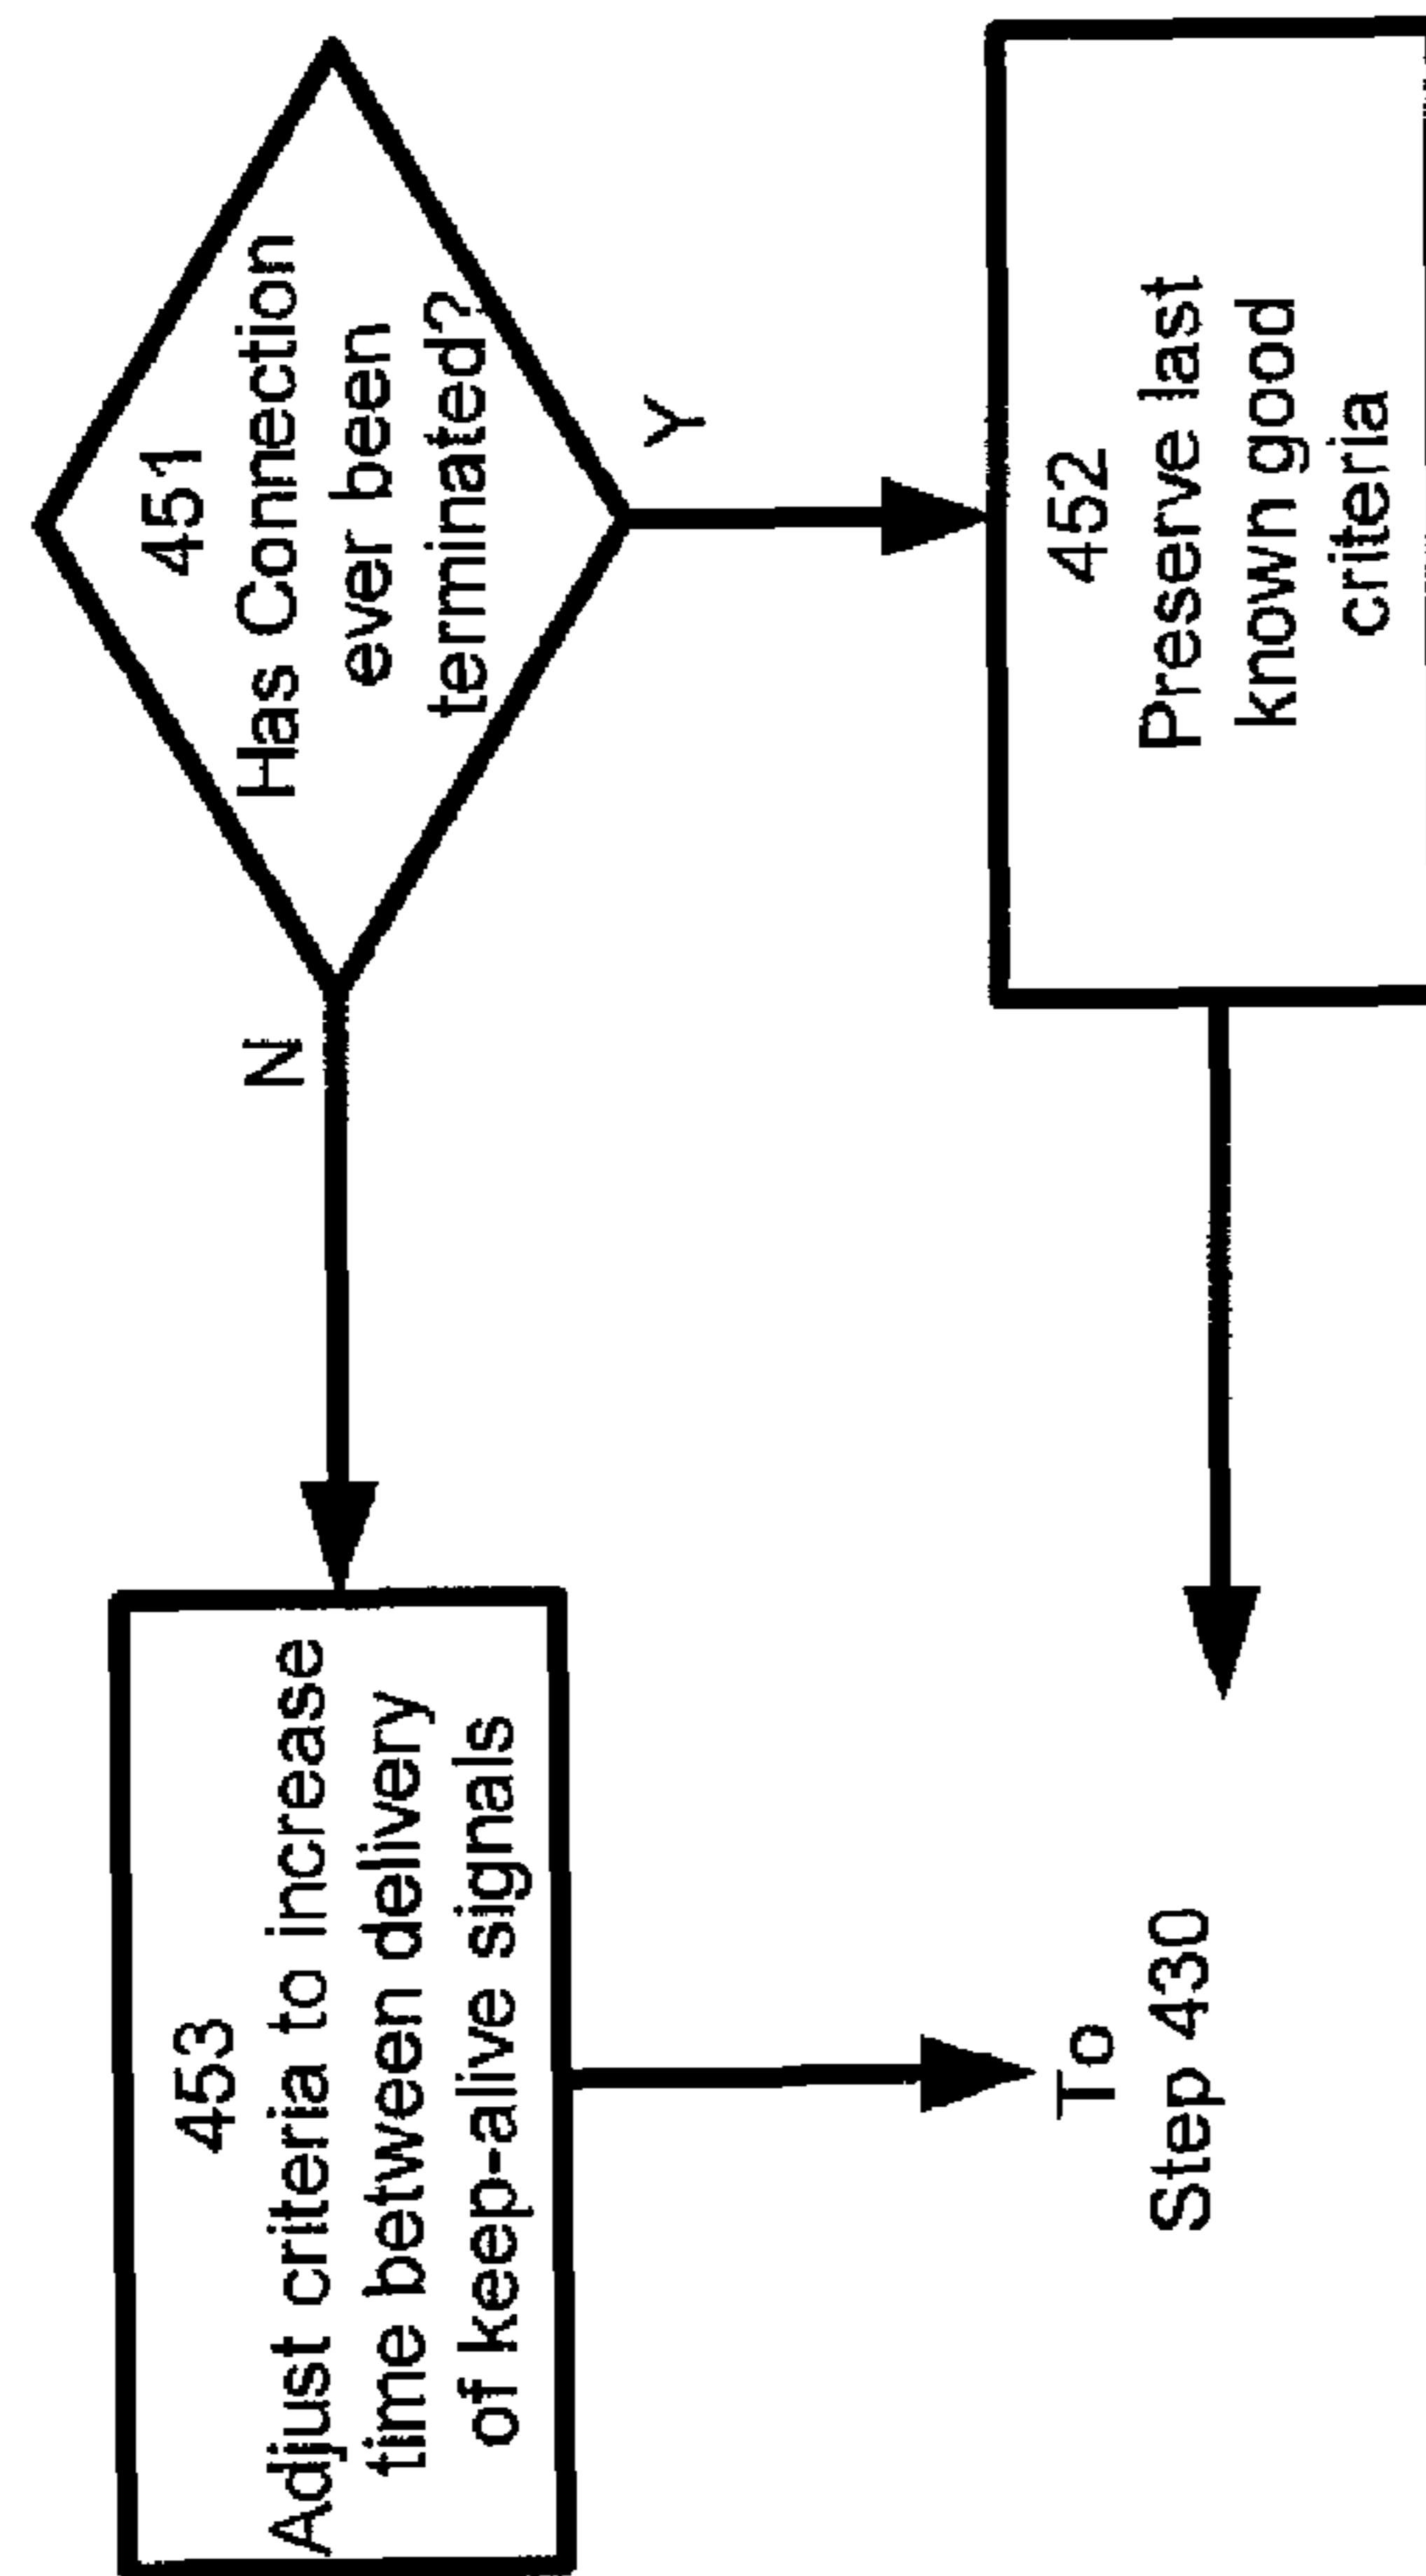 451
Has Connection
ever been
terminated?
N
Y
453
Adjust criteria to increase
time between delivery
of keep-alive signals
452
Preserve last
known good
criteria
To
Step 430